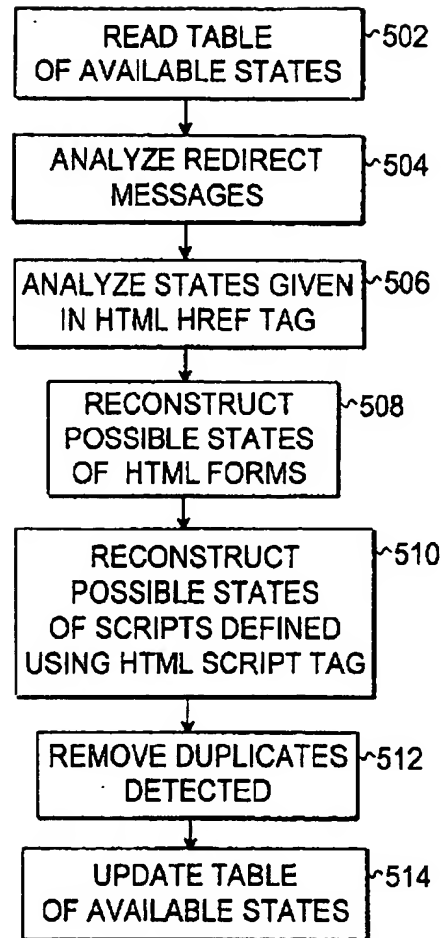 READ TABLE
OF AVAILABLE STATES
502
ANALYZE REDIRECT
MESSAGES
504
ANALYZE STATES GIVEN
IN HTML HREF TAG
506
RECONSTRUCT
POSSIBLE STATES
OF HTML FORMS
508
RECONSTRUCT
POSSIBLE STATES
OF SCRIPTS DEFINED
USING HTML SCRIPT TAG
510
REMOVE DUPLICATES
DETECTED
512
UPDATE TABLE
OF AVAILABLE STATES
514